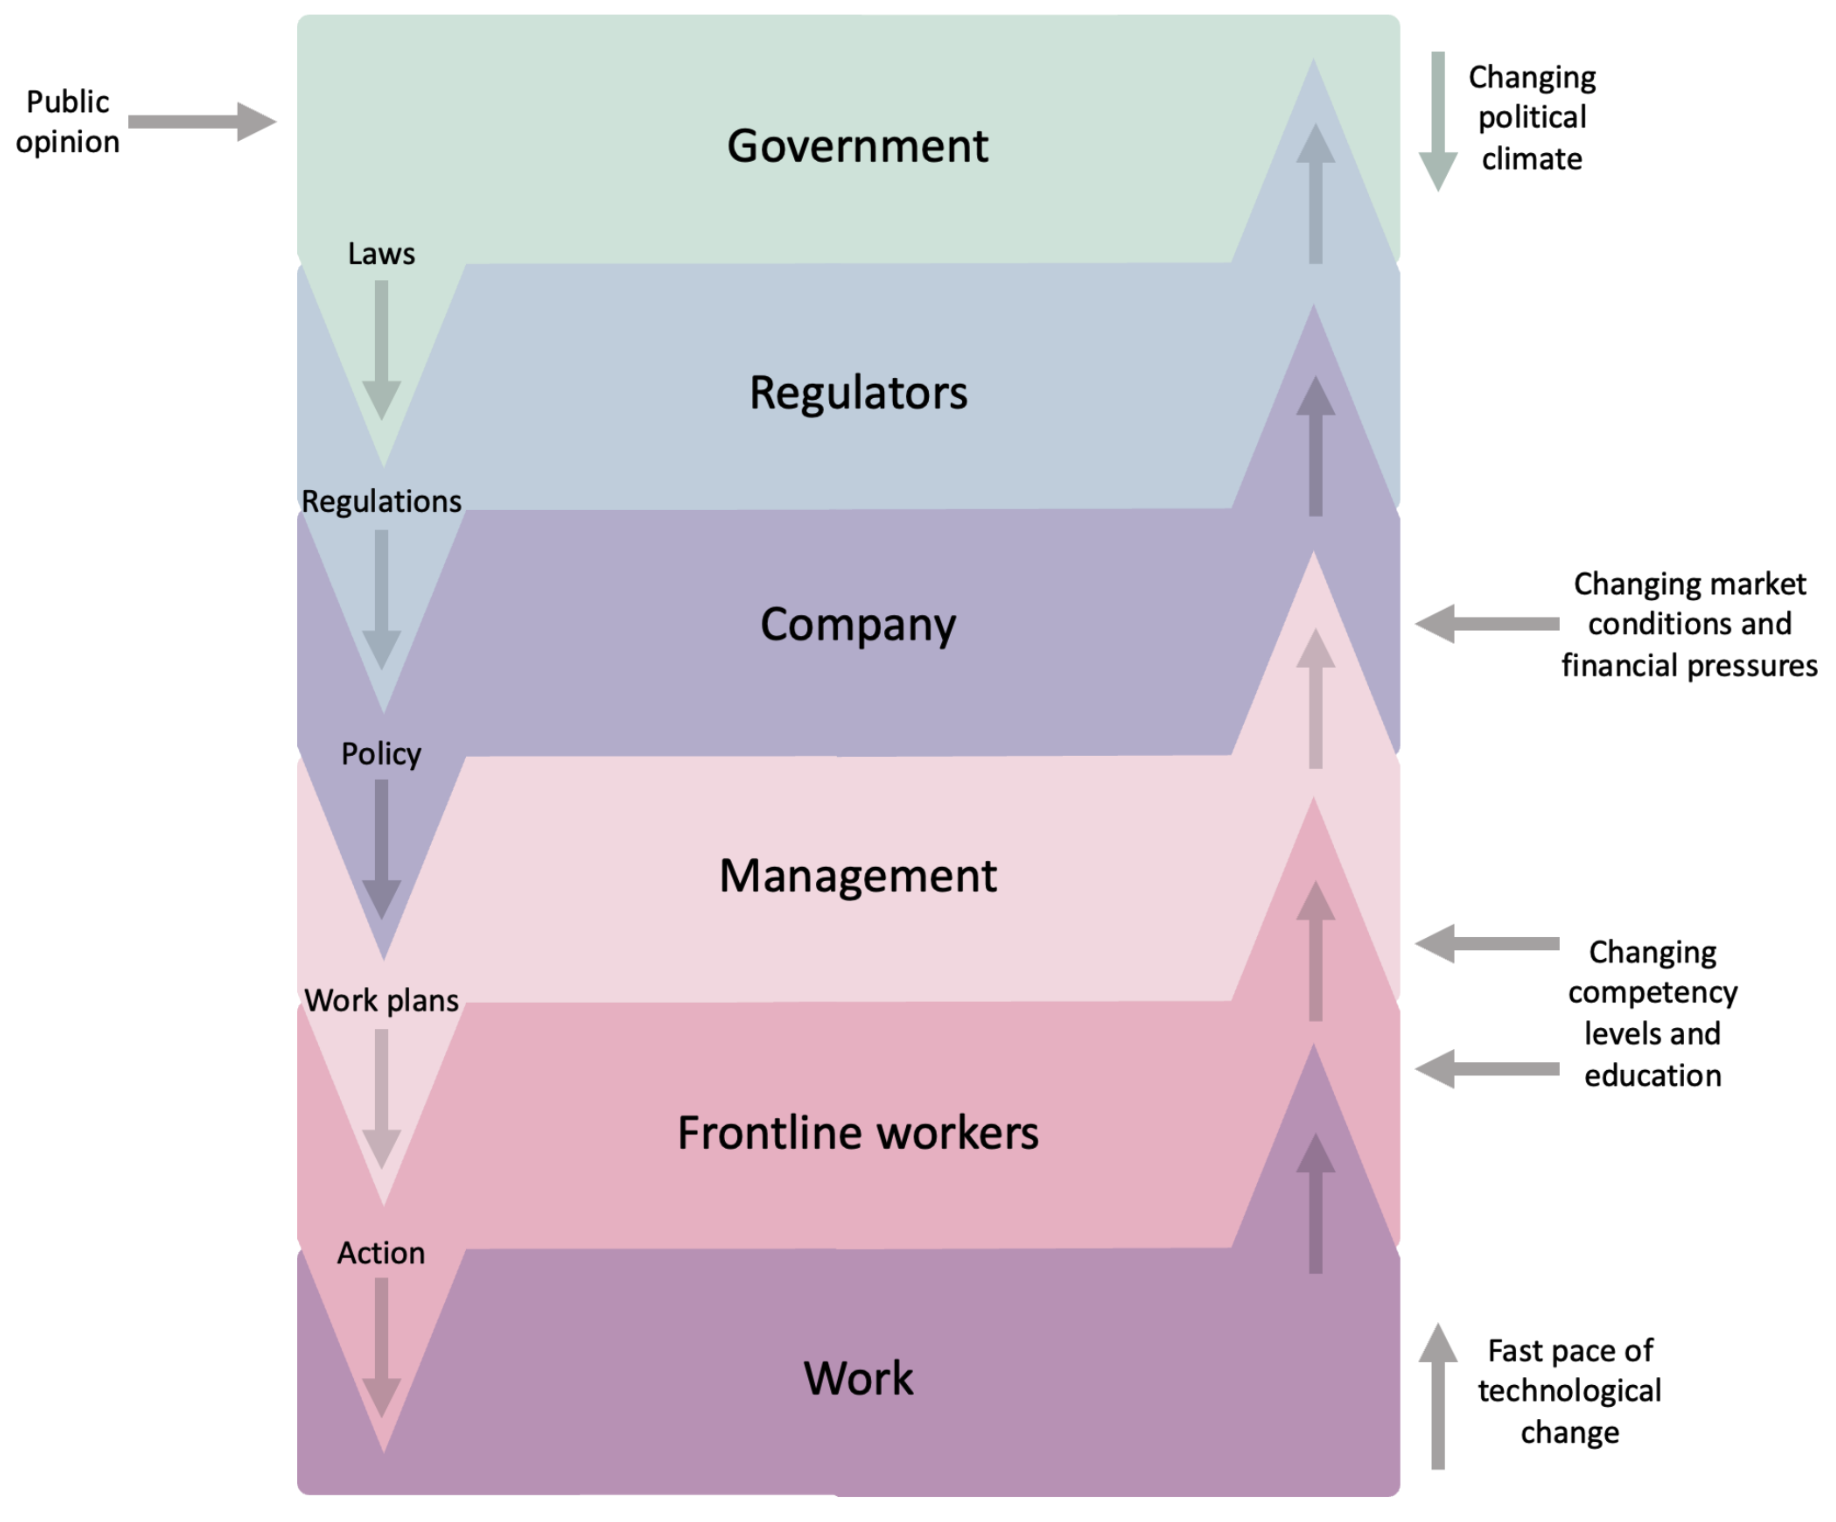 Public
opinion
Government
Changing
political
climate
Laws
Regulators
Regulations
Company
Changing market
conditions and
financial pressures
Policy
Management
Work plans
Changing
competency
levels and
education
Frontline workers
Action
Work
Fast pace of
technological
change